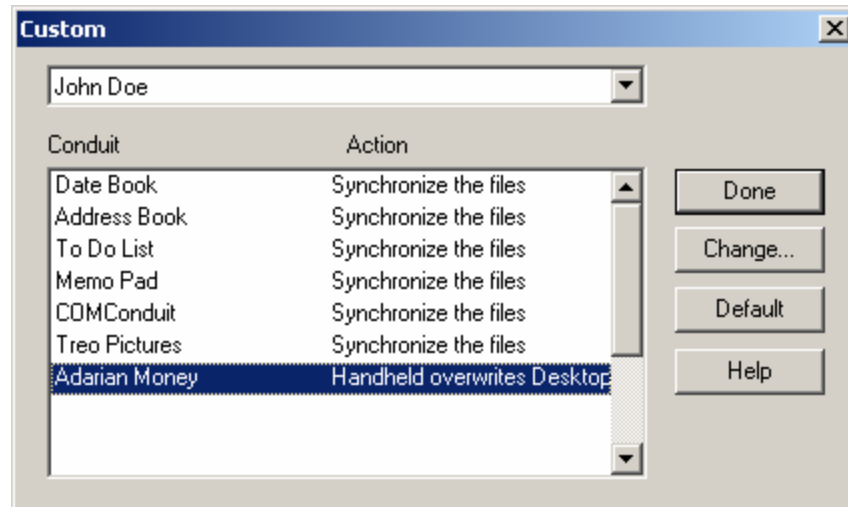 Custom
John Doe
Conduit Action
Date Book Synchronize the files
Address Book Synchronize the files
To Do List Synchronize the files
Memo Pad Synchronize the files
COMConduit Synchronize the files
Treo Pictures Synchronize the files
Adarian Money Handheld overwrites Desktop
Done
Change...
Default
Help